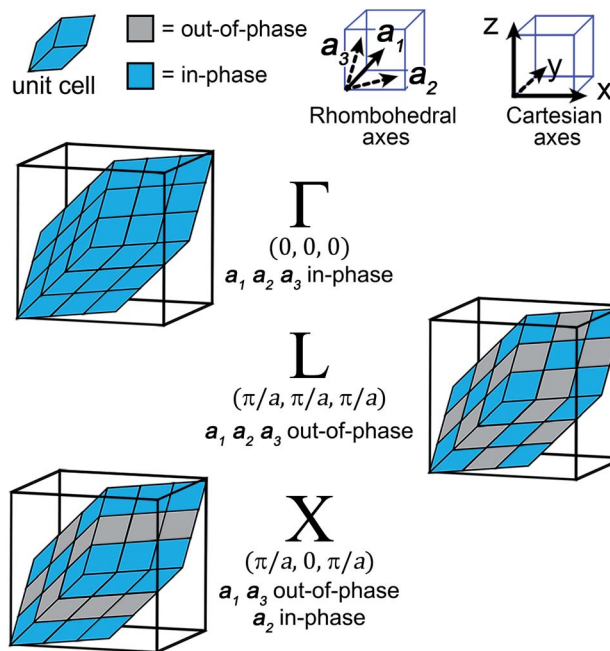 unit cell
= out-of-phase
= in-phase
a₃ a₁
a₂
Rhombohedral
axes
z
y
x
Cartesian
axes
Γ
(0, 0, 0)
a₁ a₂ a₃ in-phase
L
(π/a, π/a, π/a)
a₁ a₂ a₃ out-of-phase
X
(π/a, 0, π/a)
a₁ a₃ out-of-phase
a₂ in-phase